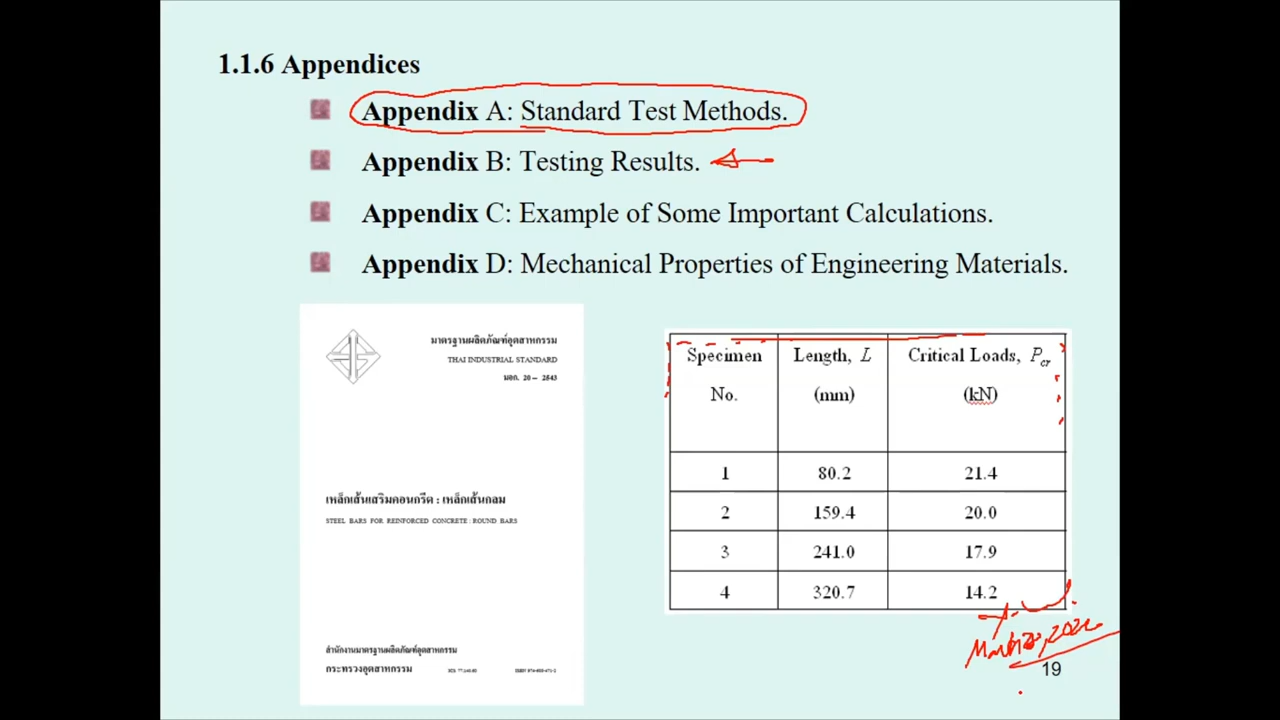 1.1.6 Appendices
Appendix A: Standard Test Methods.
Appendix B: Testing Results.
Appendix C: Example of Some Important Calculations.
Appendix D: Mechanical Properties of Engineering Materials.
มาตรฐานผลิตภัณฑ์อุตสาหกรรม
THAI INDUSTRIAL STANDARD
มอก. 20 – 2543
เหล็กเส้นเสริมคอนกรีต : เหล็กเส้นกลม
STEEL BARS FOR REINFORCED CONCRETE : ROUND BARS
สำนักงานมาตรฐานผลิตภัณฑ์อุตสาหกรรม
กระทรวงอุตสาหกรรม
Specimen No. Length, L (mm) Critical Loads, Pcr (kN)
1 80.2 21.4
2 159.4 20.0
3 241.0 17.9
4 320.7 14.2
19